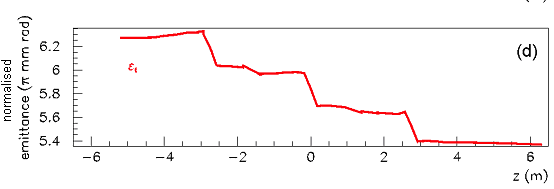 normalised
emittance (π mm rad)
6.2
6
5.8
5.6
5.4
(d)
εt
−6
−4
−2
0
2
4
6
z (m)